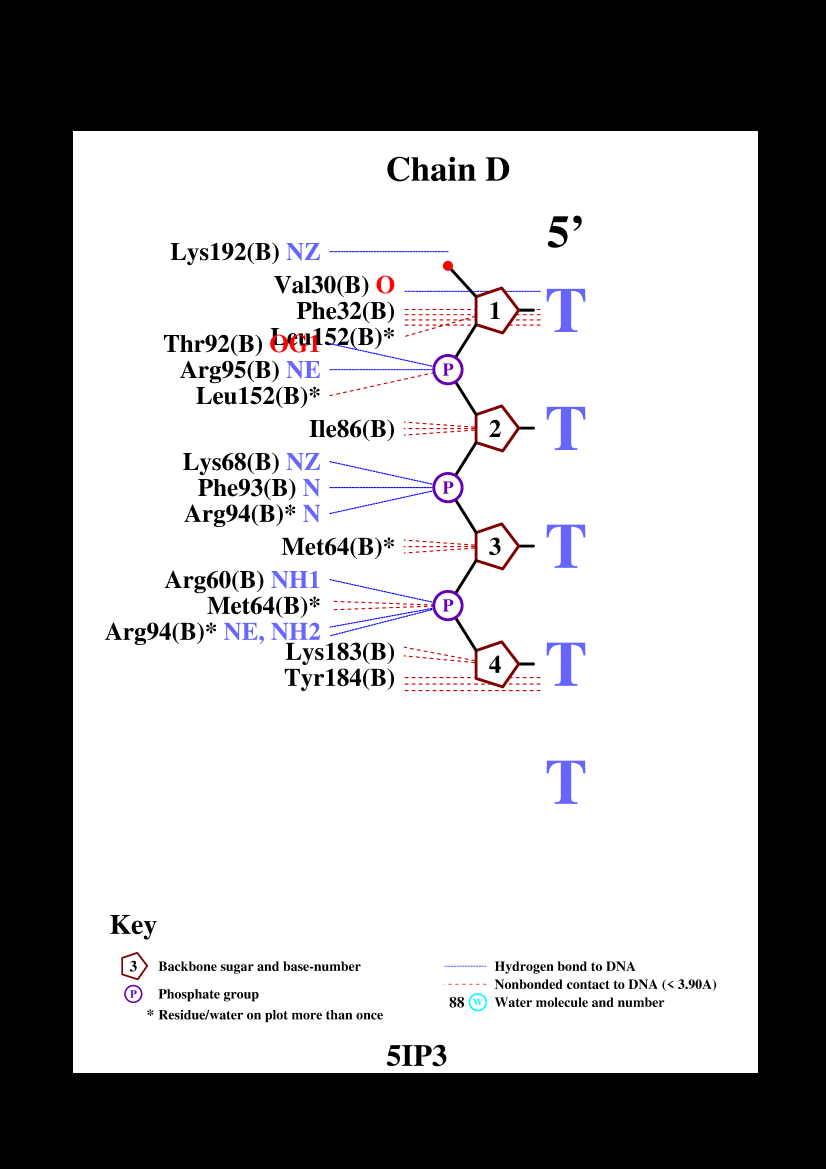 Chain D
5’
Lys192(B) NZ
Val30(B) O
T
Phe32(B)
1
Leu152(B)*
Thr92(B) OG1
Arg95(B) NE
P
Leu152(B)*
Ile86(B)
2
T
Lys68(B) NZ
Phe93(B) N
P
Arg94(B)* N
Met64(B)*
3
T
Arg60(B) NH1
Met64(B)*
P
Arg94(B)* NE, NH2
Lys183(B)
4
T
Tyr184(B)
T
Key
3 Backbone sugar and base-number
P Phosphate group
* Residue/water on plot more than once
Hydrogen bond to DNA
Nonbonded contact to DNA (< 3.90A)
88 W Water molecule and number
5IP3